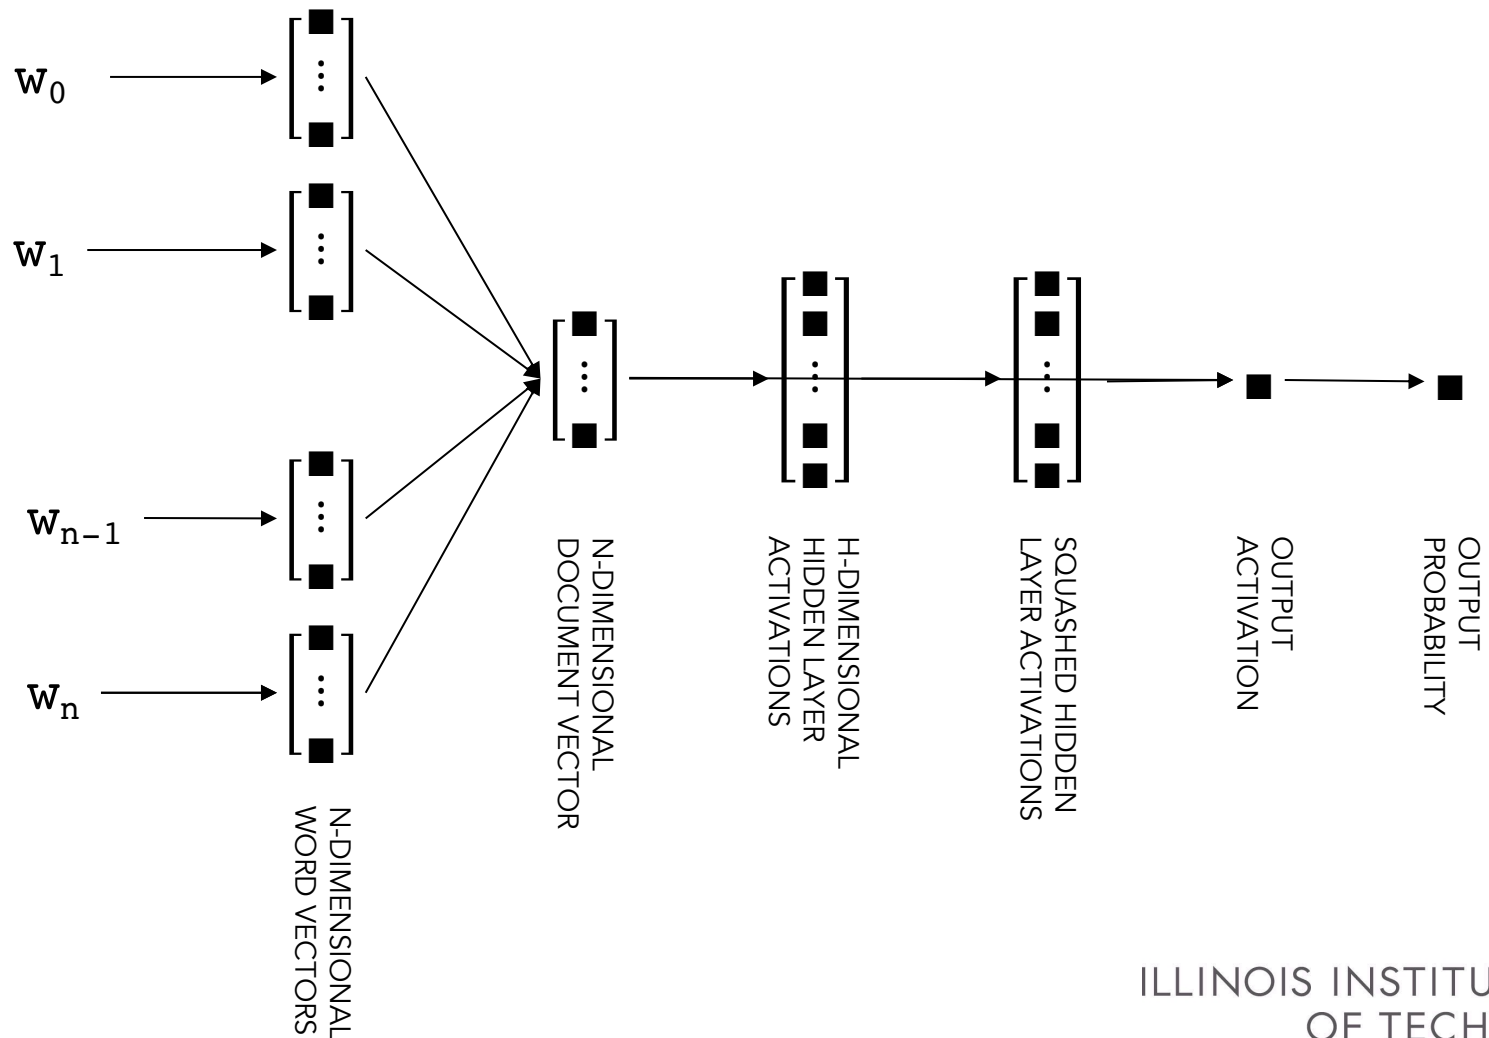 w0
w1
wn-1
wn
N-DIMENSIONAL
WORD VECTORS
N-DIMENSIONAL
DOCUMENT VECTOR
H-DIMENSIONAL
HIDDEN LAYER
ACTIVATIONS
SQUASHED HIDDEN
LAYER ACTIVATIONS
OUTPUT
ACTIVATION
OUTPUT
PROBABILITY
ILLINOIS INSTITU
OF TECH